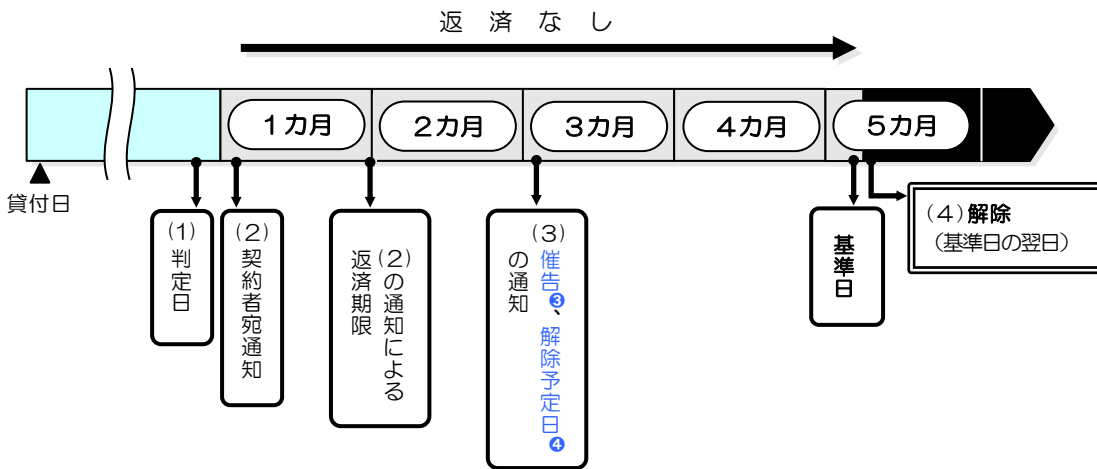 返済なし
1カ月
2カ月
3カ月
4カ月
5カ月
貸付日
(1)
判定日
(2)
契約者宛通知
(2)の通知による
返済期限
(3)
催告❸、解除予定日❹
の通知
基準日
(4)解除
(基準日の翌日)